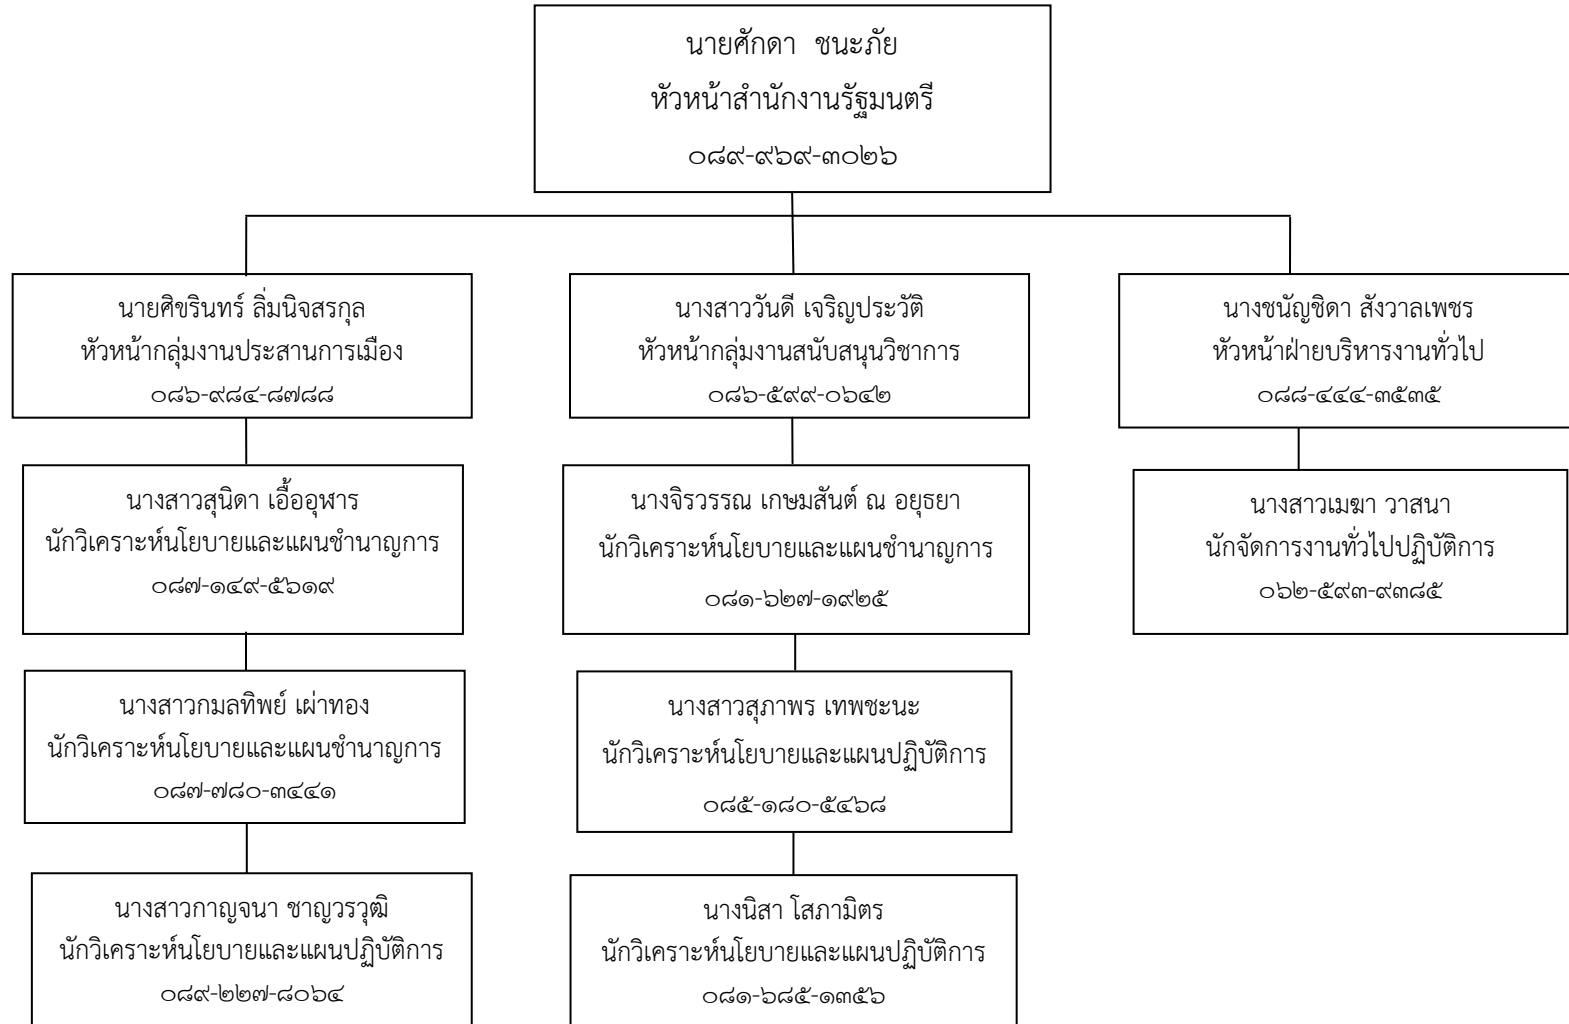 นายศักดา ชนะภัย
หัวหน้าสำนักงานรัฐมนตรี
๐๘๙-๙๖๙-๓๐๒๖
นายศิขรินทร์ ลิ่มนิจสรกุล
หัวหน้ากลุ่มงานประสานการเมือง
๐๘๖-๙๘๔-๘๗๘๘
นางสาววันดี เจริญประวัติ
หัวหน้ากลุ่มงานสนับสนุนวิชาการ
๐๘๖-๕๙๙-๐๖๔๒
นางชนัญชิดา สังวาลเพชร
หัวหน้าฝ่ายบริหารงานทั่วไป
๐๘๘-๔๔๔-๓๕๓๕
นางสาวสุนิดา เอื้ออุฬาร
นักวิเคราะห์นโยบายและแผนชำนาญการ
๐๘๗-๑๔๙-๕๖๑๙
นางจิรวรรณ เกษมสันต์ ณ อยุธยา
นักวิเคราะห์นโยบายและแผนชำนาญการ
๐๘๑-๖๒๗-๑๙๒๕
นางสาวเมฆา วาสนา
นักจัดการงานทั่วไปปฏิบัติการ
๐๖๒-๕๙๓-๙๓๘๕
นางสาวกมลทิพย์ เผ่าทอง
นักวิเคราะห์นโยบายและแผนชำนาญการ
๐๘๗-๗๘๐-๓๔๔๑
นางสาวสุภาพร เทพชะนะ
นักวิเคราะห์นโยบายและแผนปฏิบัติการ
๐๘๕-๑๘๐-๕๔๖๘
นางสาวกาญจนา ชาญวรวุฒิ
นักวิเคราะห์นโยบายและแผนปฏิบัติการ
๐๘๙-๒๒๗-๘๐๖๔
นางนิสา โสภามิตร
นักวิเคราะห์นโยบายและแผนปฏิบัติการ
๐๘๑-๖๘๕-๑๓๕๖